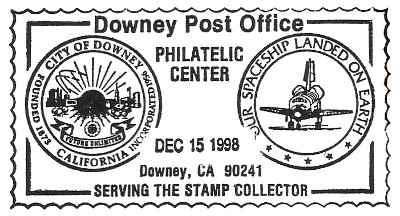 Downey Post Office
PHILATELIC
CENTER
CITY OF DOWNEY
FOUNDED 1873
CALIFORNIA
INCORPORATED 1956
FUTURE UNLIMITED
OUR SPACESHIP LANDED ON EARTH
DEC 15 1998
Downey, CA 90241
SERVING THE STAMP COLLECTOR